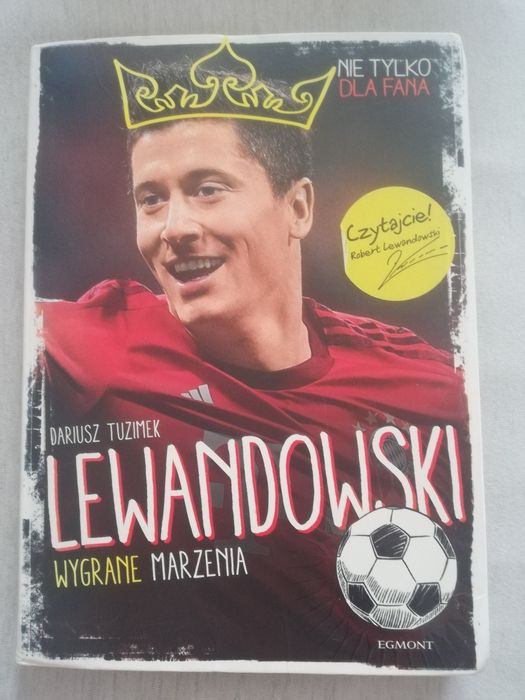 NIE TYLKO
DLA FANA
Czytajcie!
Robert Lewandowski
DARIUSZ TUZIMEK
LEWANDOWSKI
WYGRANE MARZENIA
EGMONT